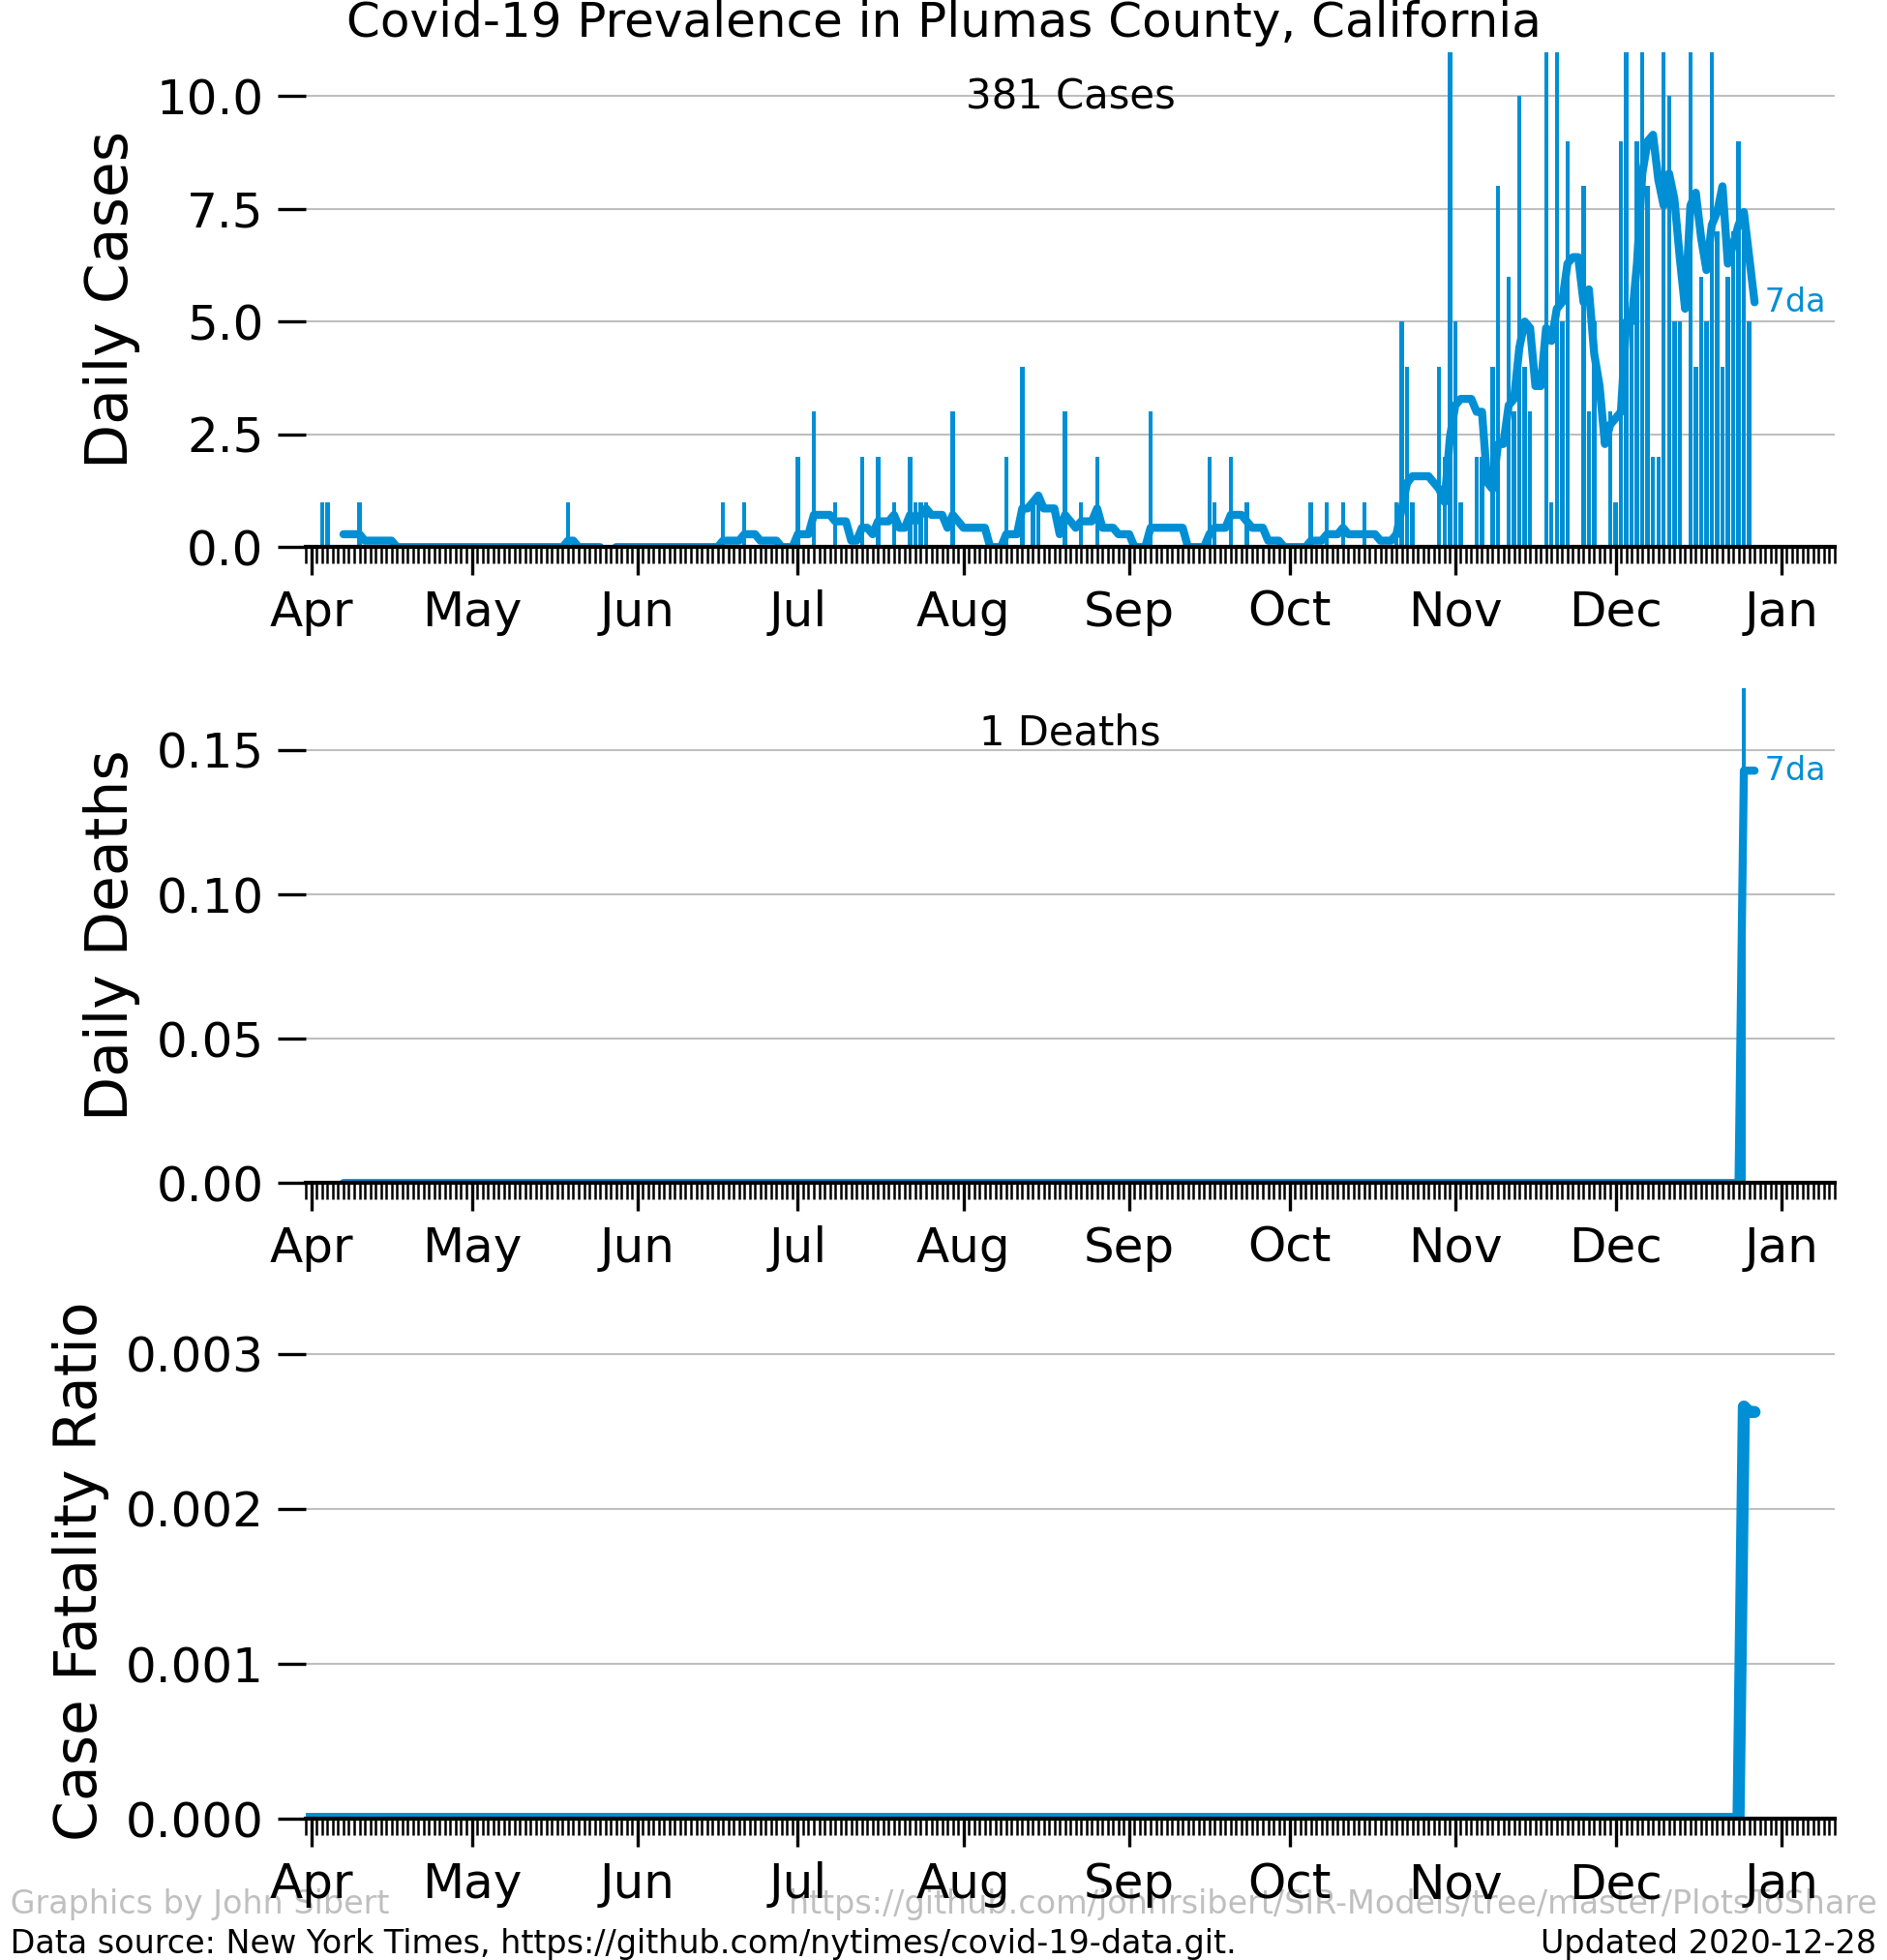 Covid-19 Prevalence in Plumas County, California
381 Cases
Daily Cases
10.0
7.5
5.0
2.5
0.0
7da
Apr May Jun Jul Aug Sep Oct Nov Dec Jan
1 Deaths
Daily Deaths
0.15
0.10
0.05
0.00
7da
Apr May Jun Jul Aug Sep Oct Nov Dec Jan
Case Fatality Ratio
0.003
0.002
0.001
0.000
Apr May Jun Jul Aug Sep Oct Nov Dec Jan
Graphics by John Sibert https://github.com/johnrsibert/SIR-Models/tree/master/PlotsToShare
Data source: New York Times, https://github.com/nytimes/covid-19-data.git. Updated 2020-12-28